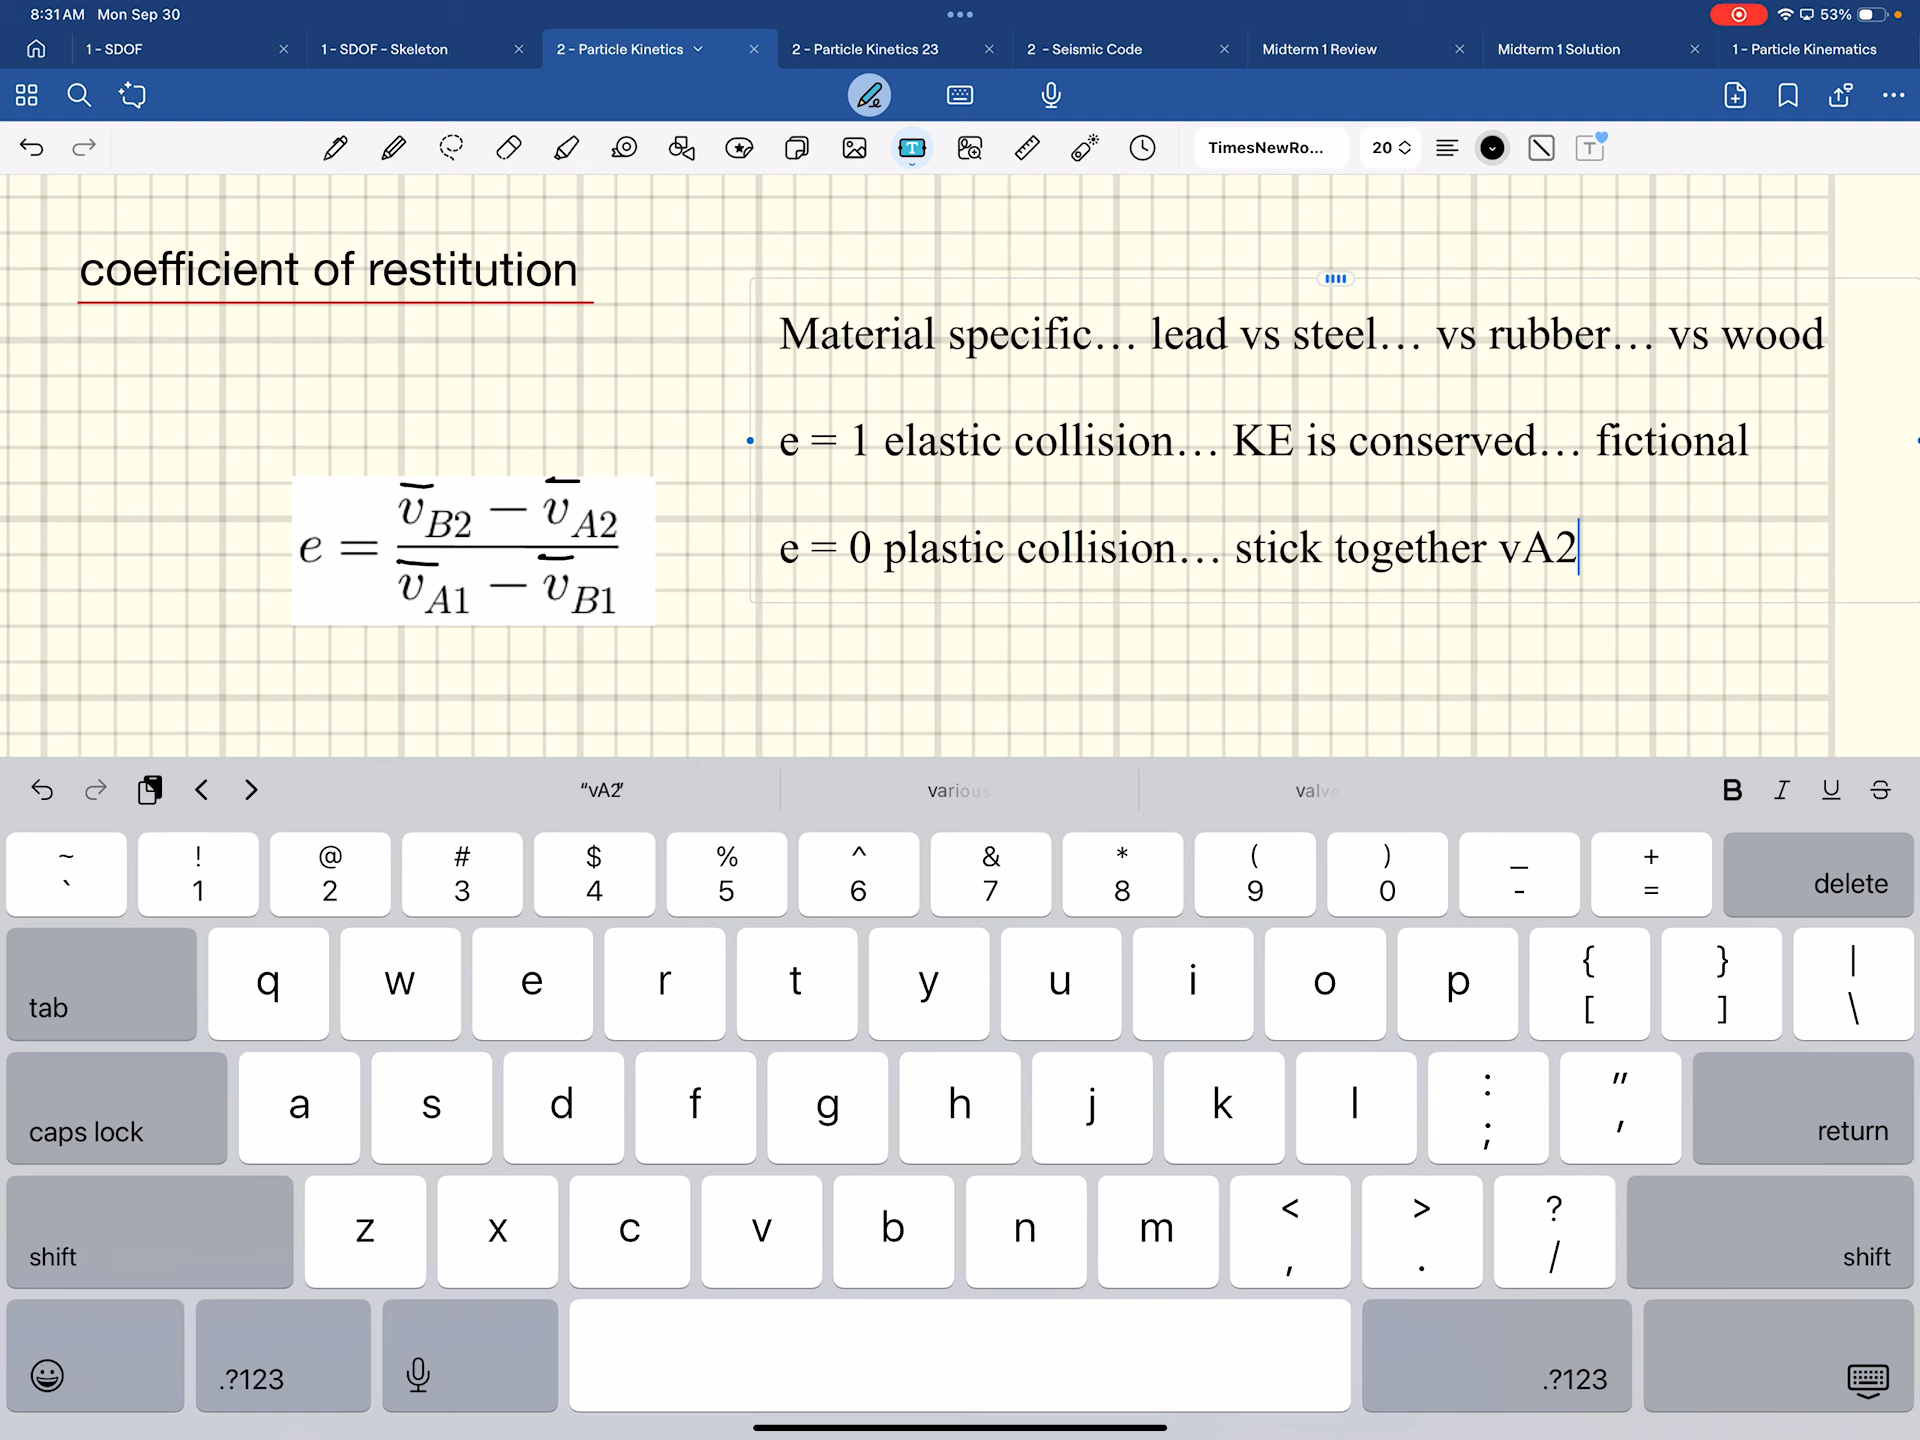 8:31 AM Mon Sep 30
53%
1 - SDOF
1 - SDOF - Skeleton
2 - Particle Kinetics
2 - Particle Kinetics 23
2 - Seismic Code
Midterm 1 Review
Midterm 1 Solution
1 - Particle Kinematics
T
TimesNewRo...
20
T
coefficient of restitution
Material specific… lead vs steel… vs rubber… vs wood
e = 1 elastic collision… KE is conserved… fictional
e = 0 plastic collision… stick together vA2
v̄_B2 − v̄_A2
e =
v̄_A1 − v̄_B1
“vA2”
various
valve
B I U S
~ ! @ # $ % ^ & * ( ) _ +
` 1 2 3 4 5 6 7 8 9 0 - = delete
tab q w e r t y u i o p { [ } ] | \
caps lock a s d f g h j k l : ; " ' return
shift z x c v b n m < , > . ? / shift
.?123 .?123